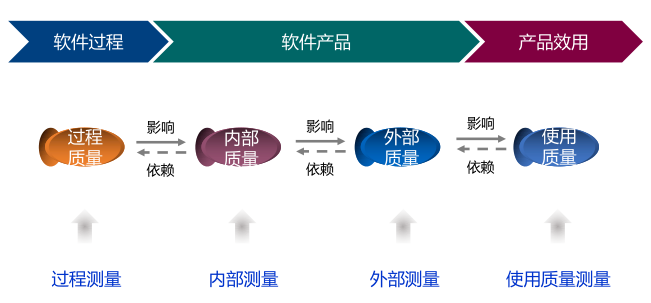 软件过程
软件产品
产品效用
过程
质量
影响
依赖
内部
质量
影响
依赖
外部
质量
影响
依赖
使用
质量
过程测量
内部测量
外部测量
使用质量测量